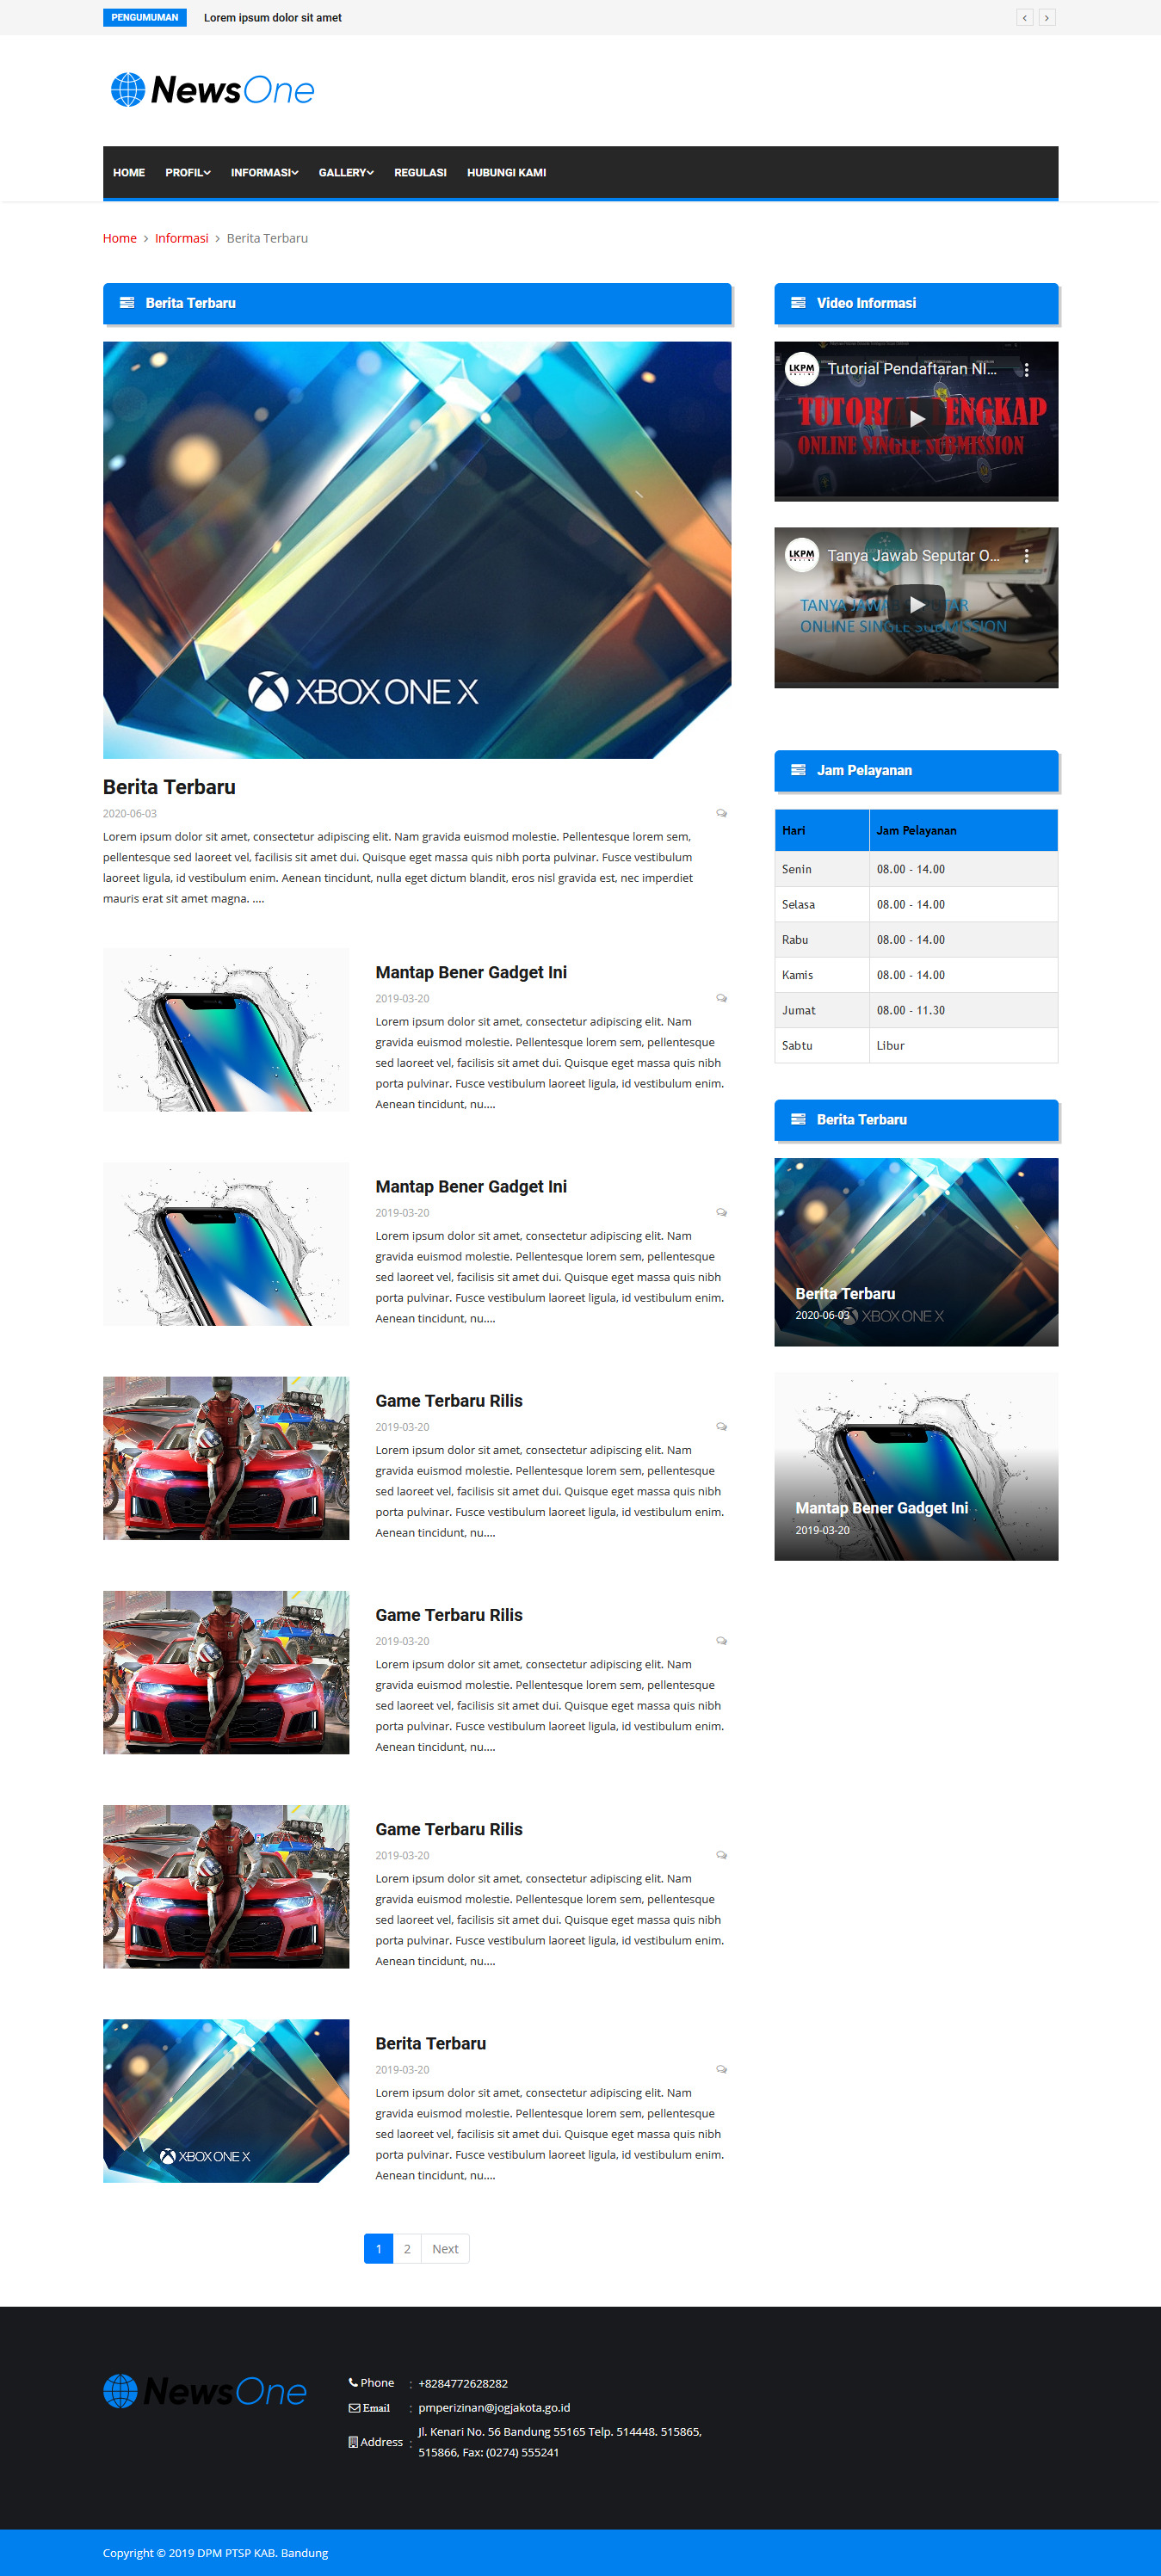 PENGUMUMAN Lorem ipsum dolor sit amet
NewsOne
HOME PROFIL INFORMASI GALLERY REGULASI HUBUNGI KAMI
Home › Informasi › Berita Terbaru
Berita Terbaru
XBOX ONE X
Berita Terbaru
2020-06-03
Lorem ipsum dolor sit amet, consectetur adipiscing elit. Nam gravida euismod molestie. Pellentesque lorem sem,
pellentesque sed laoreet vel, facilisis sit amet dui. Quisque eget massa quis nibh porta pulvinar. Fusce vestibulum
laoreet ligula, id vestibulum enim. Aenean tincidunt, nulla eget dictum blandit, eros nisl gravida est, nec imperdiet
mauris erat sit amet magna. ....
Mantap Bener Gadget Ini
2019-03-20
Lorem ipsum dolor sit amet, consectetur adipiscing elit. Nam
gravida euismod molestie. Pellentesque lorem sem, pellentesque
sed laoreet vel, facilisis sit amet dui. Quisque eget massa quis nibh
porta pulvinar. Fusce vestibulum laoreet ligula, id vestibulum enim.
Aenean tincidunt, nu....
Mantap Bener Gadget Ini
2019-03-20
Lorem ipsum dolor sit amet, consectetur adipiscing elit. Nam
gravida euismod molestie. Pellentesque lorem sem, pellentesque
sed laoreet vel, facilisis sit amet dui. Quisque eget massa quis nibh
porta pulvinar. Fusce vestibulum laoreet ligula, id vestibulum enim.
Aenean tincidunt, nu....
Game Terbaru Rilis
2019-03-20
Lorem ipsum dolor sit amet, consectetur adipiscing elit. Nam
gravida euismod molestie. Pellentesque lorem sem, pellentesque
sed laoreet vel, facilisis sit amet dui. Quisque eget massa quis nibh
porta pulvinar. Fusce vestibulum laoreet ligula, id vestibulum enim.
Aenean tincidunt, nu....
Game Terbaru Rilis
2019-03-20
Lorem ipsum dolor sit amet, consectetur adipiscing elit. Nam
gravida euismod molestie. Pellentesque lorem sem, pellentesque
sed laoreet vel, facilisis sit amet dui. Quisque eget massa quis nibh
porta pulvinar. Fusce vestibulum laoreet ligula, id vestibulum enim.
Aenean tincidunt, nu....
Game Terbaru Rilis
2019-03-20
Lorem ipsum dolor sit amet, consectetur adipiscing elit. Nam
gravida euismod molestie. Pellentesque lorem sem, pellentesque
sed laoreet vel, facilisis sit amet dui. Quisque eget massa quis nibh
porta pulvinar. Fusce vestibulum laoreet ligula, id vestibulum enim.
Aenean tincidunt, nu....
XBOX ONE X
Berita Terbaru
2019-03-20
Lorem ipsum dolor sit amet, consectetur adipiscing elit. Nam
gravida euismod molestie. Pellentesque lorem sem, pellentesque
sed laoreet vel, facilisis sit amet dui. Quisque eget massa quis nibh
porta pulvinar. Fusce vestibulum laoreet ligula, id vestibulum enim.
Aenean tincidunt, nu....
1 2 Next
Video Informasi
LKPM Tutorial Pendaftaran NI...
ONLINE SINGLE SUBMISSION
LKPM Tanya Jawab Seputar O...
TANYA
ONLINE SINGLE SUBMISSION
Jam Pelayanan
Hari Jam Pelayanan
Senin 08.00 - 14.00
Selasa 08.00 - 14.00
Rabu 08.00 - 14.00
Kamis 08.00 - 14.00
Jumat 08.00 - 11.30
Sabtu Libur
Berita Terbaru
Berita Terbaru
2020-06-03
XBOX ONE X
Mantap Bener Gadget Ini
2019-03-20
NewsOne
Phone : +8284772628282
Email : pmperizinan@jogjakota.go.id
Address : Jl. Kenari No. 56 Bandung 55165 Telp. 514448. 515865,
515866, Fax: (0274) 555241
Copyright © 2019 DPM PTSP KAB. Bandung